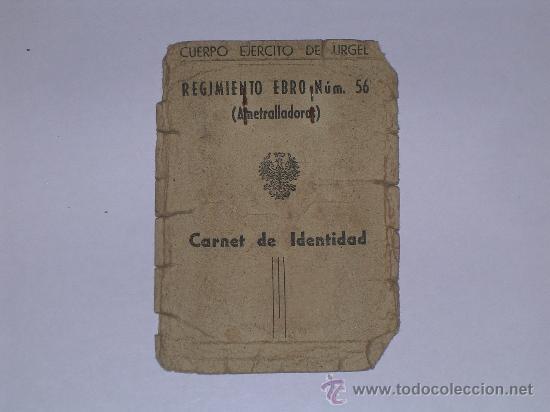 CUERPO EJERCITO DE URGEL
REGIMIENTO EBRO Núm. 56
(Ametralladoras)
Carnet de Identidad
www.todocoleccion.net